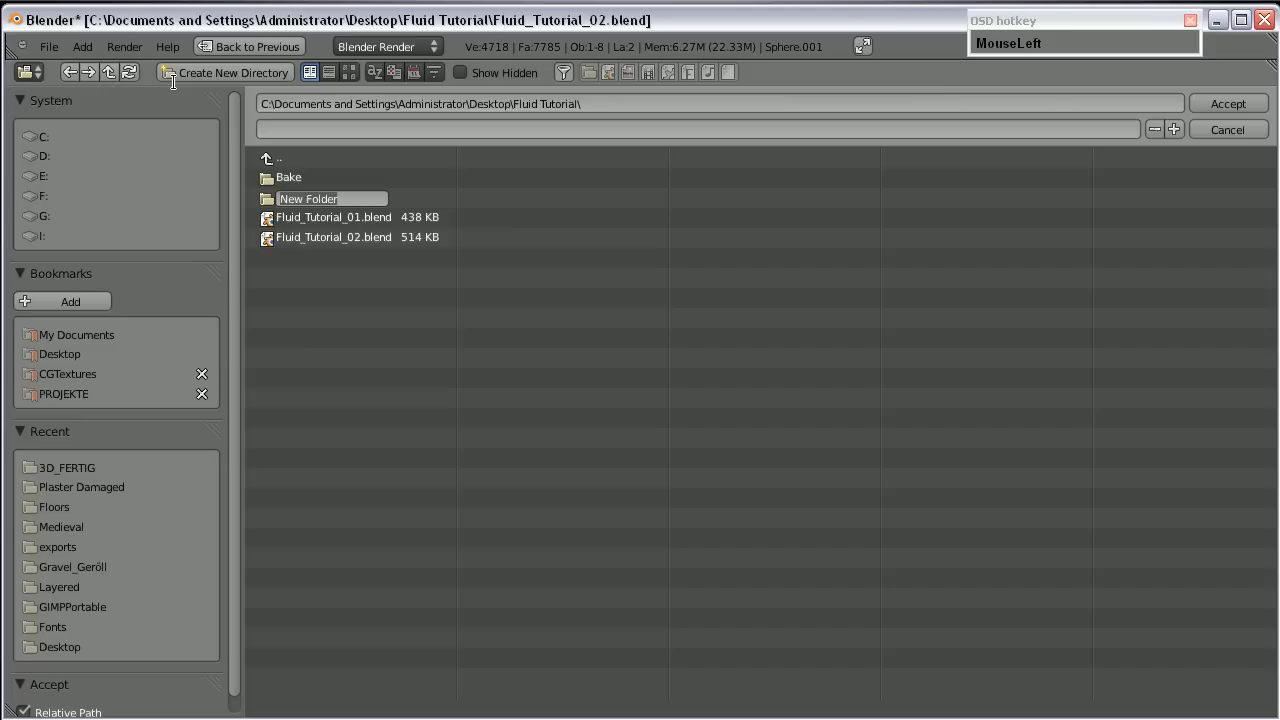 Blender* [C:\Documents and Settings\Administrator\Desktop\Fluid Tutorial\Fluid_Tutorial_02.blend]
OSD hotkey
MouseLeft
File Add Render Help Back to Previous Blender Render Ve:4718 | Fa:7785 | Ob:1-8 | La:2 | Mem:6.27M (22.33M) | Sphere.001
Create New Directory Show Hidden
System
C:
D:
E:
F:
G:
I:
Bookmarks
Add
My Documents
Desktop
CGTextures
PROJEKTE
Recent
3D_FERTIG
Plaster Damaged
Floors
Medieval
exports
Gravel_Geröll
Layered
GIMPPortable
Fonts
Desktop
Accept
Relative Path
C:\Documents and Settings\Administrator\Desktop\Fluid Tutorial\ Accept
Cancel
..
Bake
New Folder
Fluid_Tutorial_01.blend 438 KB
Fluid_Tutorial_02.blend 514 KB